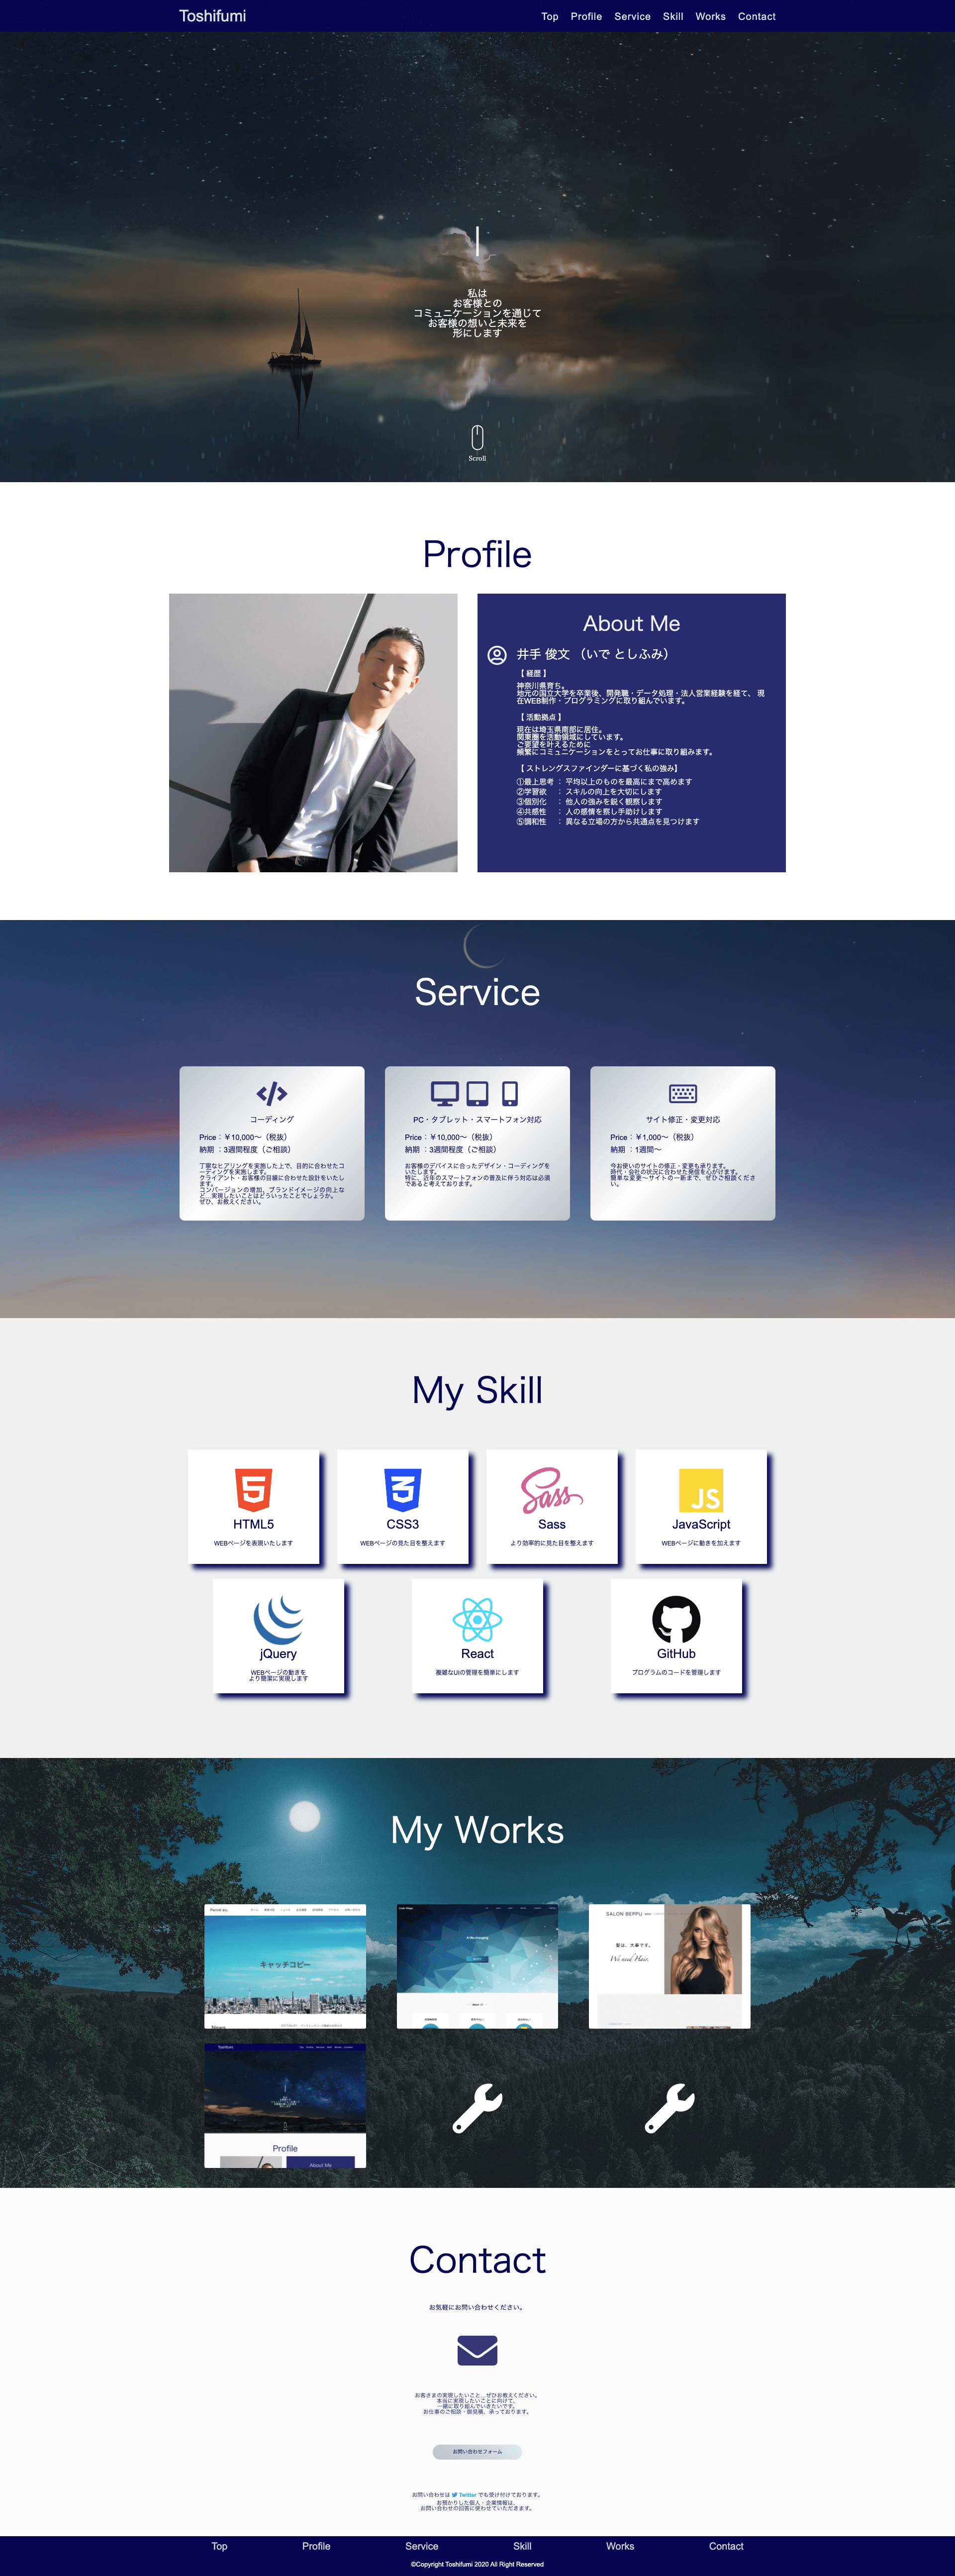 Toshifumi
Top Profile Service Skill Works Contact
私は
お客様との
コミュニケーションを通じて
お客様の想いと未来を
形にします
Scroll
Profile
About Me
井手 俊文 （いで としふみ）
【 経歴 】
神奈川県育ち。
地元の国立大学を卒業後、開発職・データ処理・法人営業経験を経て、 現
在WEB制作・プログラミングに取り組んでいます。
【 活動拠点 】
現在は埼玉県南部に居住。
関東圏を活動領域にしています。
ご要望を叶えるために
頻繁にコミュニケーションをとってお仕事に取り組みます。
【 ストレングスファインダーに基づく私の強み】
①最上思考 ： 平均以上のものを最高にまで高めます
②学習欲 ： スキルの向上を大切にします
③個別化 ： 他人の強みを鋭く観察します
④共感性 ： 人の感情を察し手助けします
⑤調和性 ： 異なる立場の方から共通点を見つけます
Service
コーディング
Price：￥10,000〜（税抜）
納期 ：3週間程度（ご相談）
丁寧なヒアリングを実施した上で、目的に合わせたコ
ーディングを実施します。
クライアント・お客様の目線に合わせた設計をいたし
ます。
コンバージョンの増加、ブランドイメージの向上な
ど...実現したいことはどういったことでしょうか。
ぜひ、お教えください。
PC・タブレット・スマートフォン対応
Price：￥10,000〜（税抜）
納期 ：3週間程度（ご相談）
お客様のデバイスに合ったデザイン・コーディングを
いたします。
特に、近年のスマートフォンの普及に伴う対応は必須
であると考えております。
サイト修正・変更対応
Price：￥1,000〜（税抜）
納期 ：1週間〜
今お使いのサイトの修正・変更も承ります。
時代・会社の状況に合わせた発信を心がけます。
簡単な変更〜サイトの一新まで、ぜひご相談くださ
い。
My Skill
HTML5
WEBページを表現いたします
CSS3
WEBページの見た目を整えます
Sass
Sass
より効率的に見た目を整えます
JS
JavaScript
WEBページに動きを加えます
jQuery
WEBページの動きを
より簡潔に実現します
React
複雑なUIの管理を簡単にします
GitHub
プログラムのコードを管理します
My Works
キャッチコピー
SALON BEPPU
髪は、大事です。
We need Hair.
Toshifumi
Top Profile Service Skill Works Contact
Profile
About Me
Contact
お気軽にお問い合わせください。
お客さまの実現したいこと...ぜひお教えください。
本当に実現したいことに向けて、
一緒に取り組んでいきたいです。
お仕事のご相談・御見積、承っております。
お問い合わせフォーム
お問い合わせは Twitter でも受け付けております。
お預かりした個人・企業情報は、
お問い合わせの回答に使わせていただきます。
Top Profile Service Skill Works Contact
©Copyright Toshifumi 2020 All Right Reserved